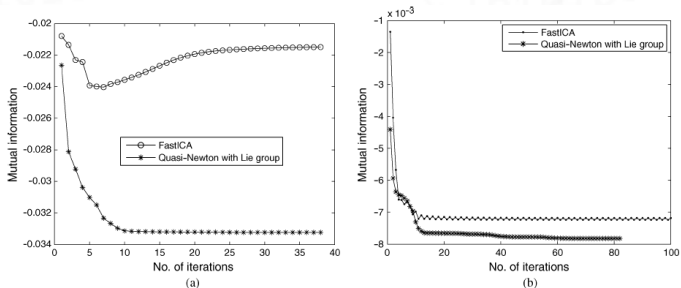 (a)
−0.02
−0.022
−0.024
−0.026
−0.028
−0.03
−0.032
−0.034
Mutual information
FastICA
Quasi−Newton with Lie group
0 5 10 15 20 25 30 35 40
No. of iterations
(a)
(b)
× 10⁻³
−1
−2
−3
−4
−5
−6
−7
−8
Mutual information
FastICA
Quasi−Newton with Lie group
0 20 40 60 80 100
No. of iterations
(b)